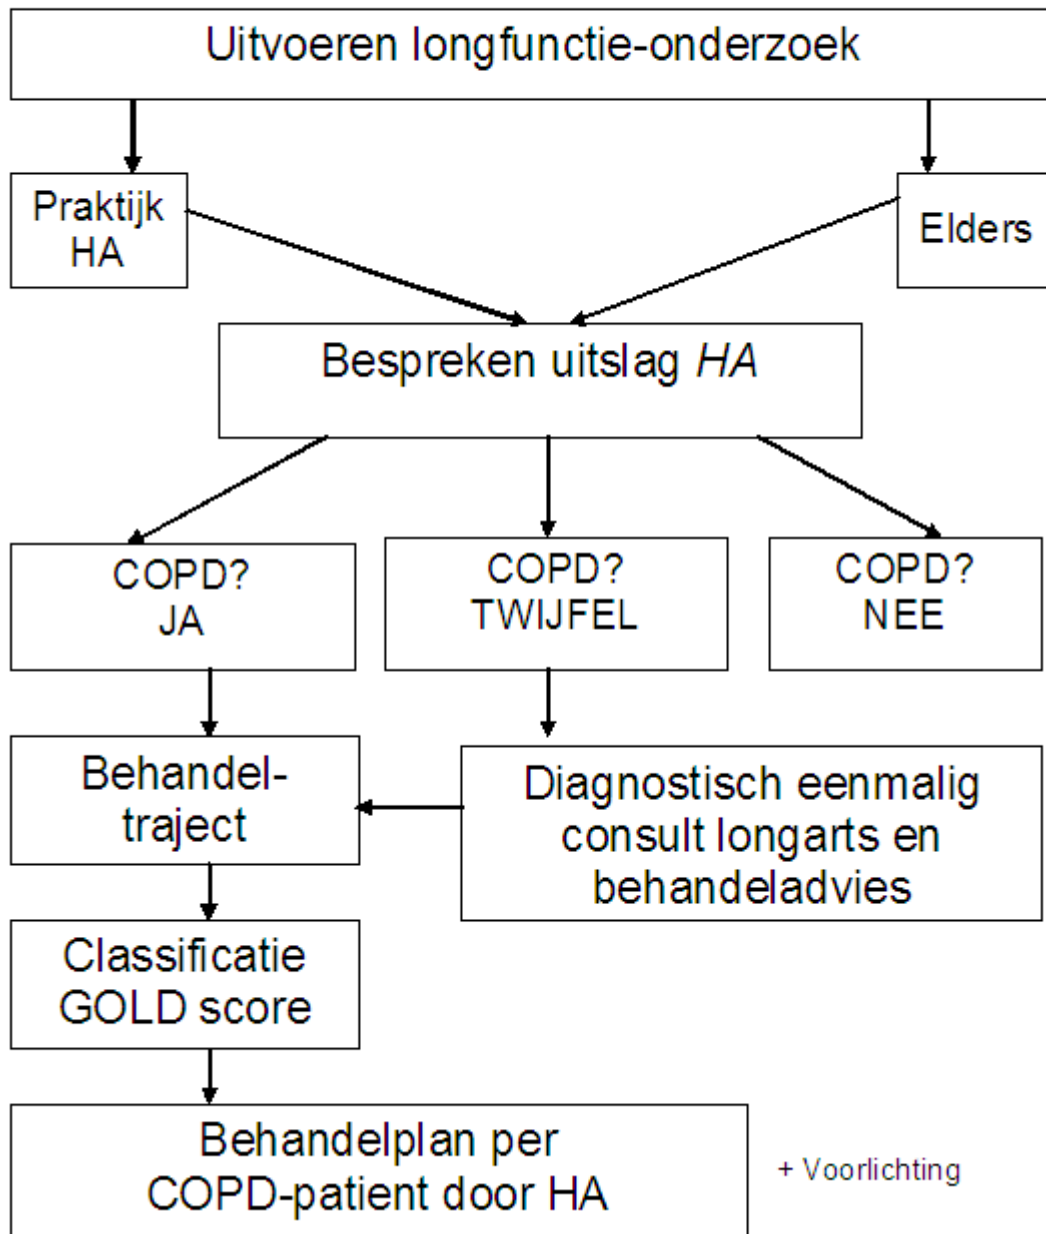 Uitvoeren longfunctie-onderzoek
Praktijk
HA
Elders
Bespreken uitslag HA
COPD?
JA
COPD?
TWIJFEL
COPD?
NEE
Behandel-
traject
Diagnostisch eenmalig
consult longarts en
behandeladvies
Classificatie
GOLD score
Behandelplan per
COPD-patient door HA
+ Voorlichting